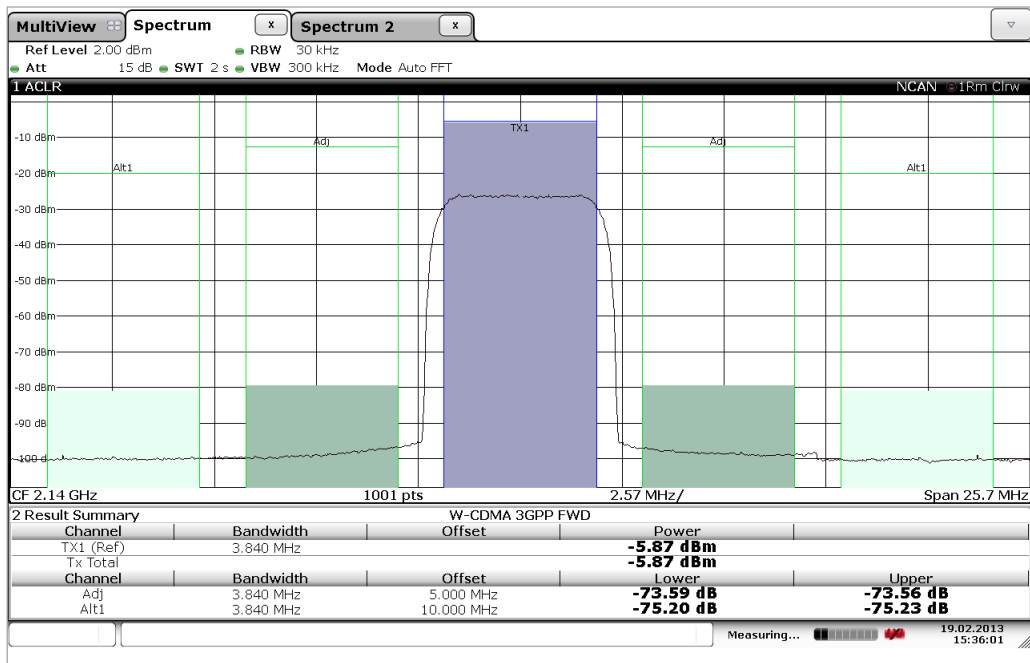 MultiView Spectrum x Spectrum 2 x
Ref Level 2.00 dBm RBW 30 kHz
Att 15 dB SWT 2 s VBW 300 kHz Mode Auto FFT
1 ACLR NCAN 1Rm Clrw
TX1
-10 dBm
Adj Adj
Alt1 Alt1
-20 dBm
-30 dBm
-40 dBm
-50 dBm
-60 dBm
-70 dBm
-80 dBm
-90 dB
-100 d
CF 2.14 GHz 1001 pts 2.57 MHz/ Span 25.7 MHz
2 Result Summary W-CDMA 3GPP FWD
Channel Bandwidth Offset Power
TX1 (Ref) 3.840 MHz -5.87 dBm
Tx Total -5.87 dBm
Channel Bandwidth Offset Lower Upper
Adj 3.840 MHz 5.000 MHz -73.59 dB -73.56 dB
Alt1 3.840 MHz 10.000 MHz -75.20 dB -75.23 dB
Measuring... 19.02.2013
15:36:01